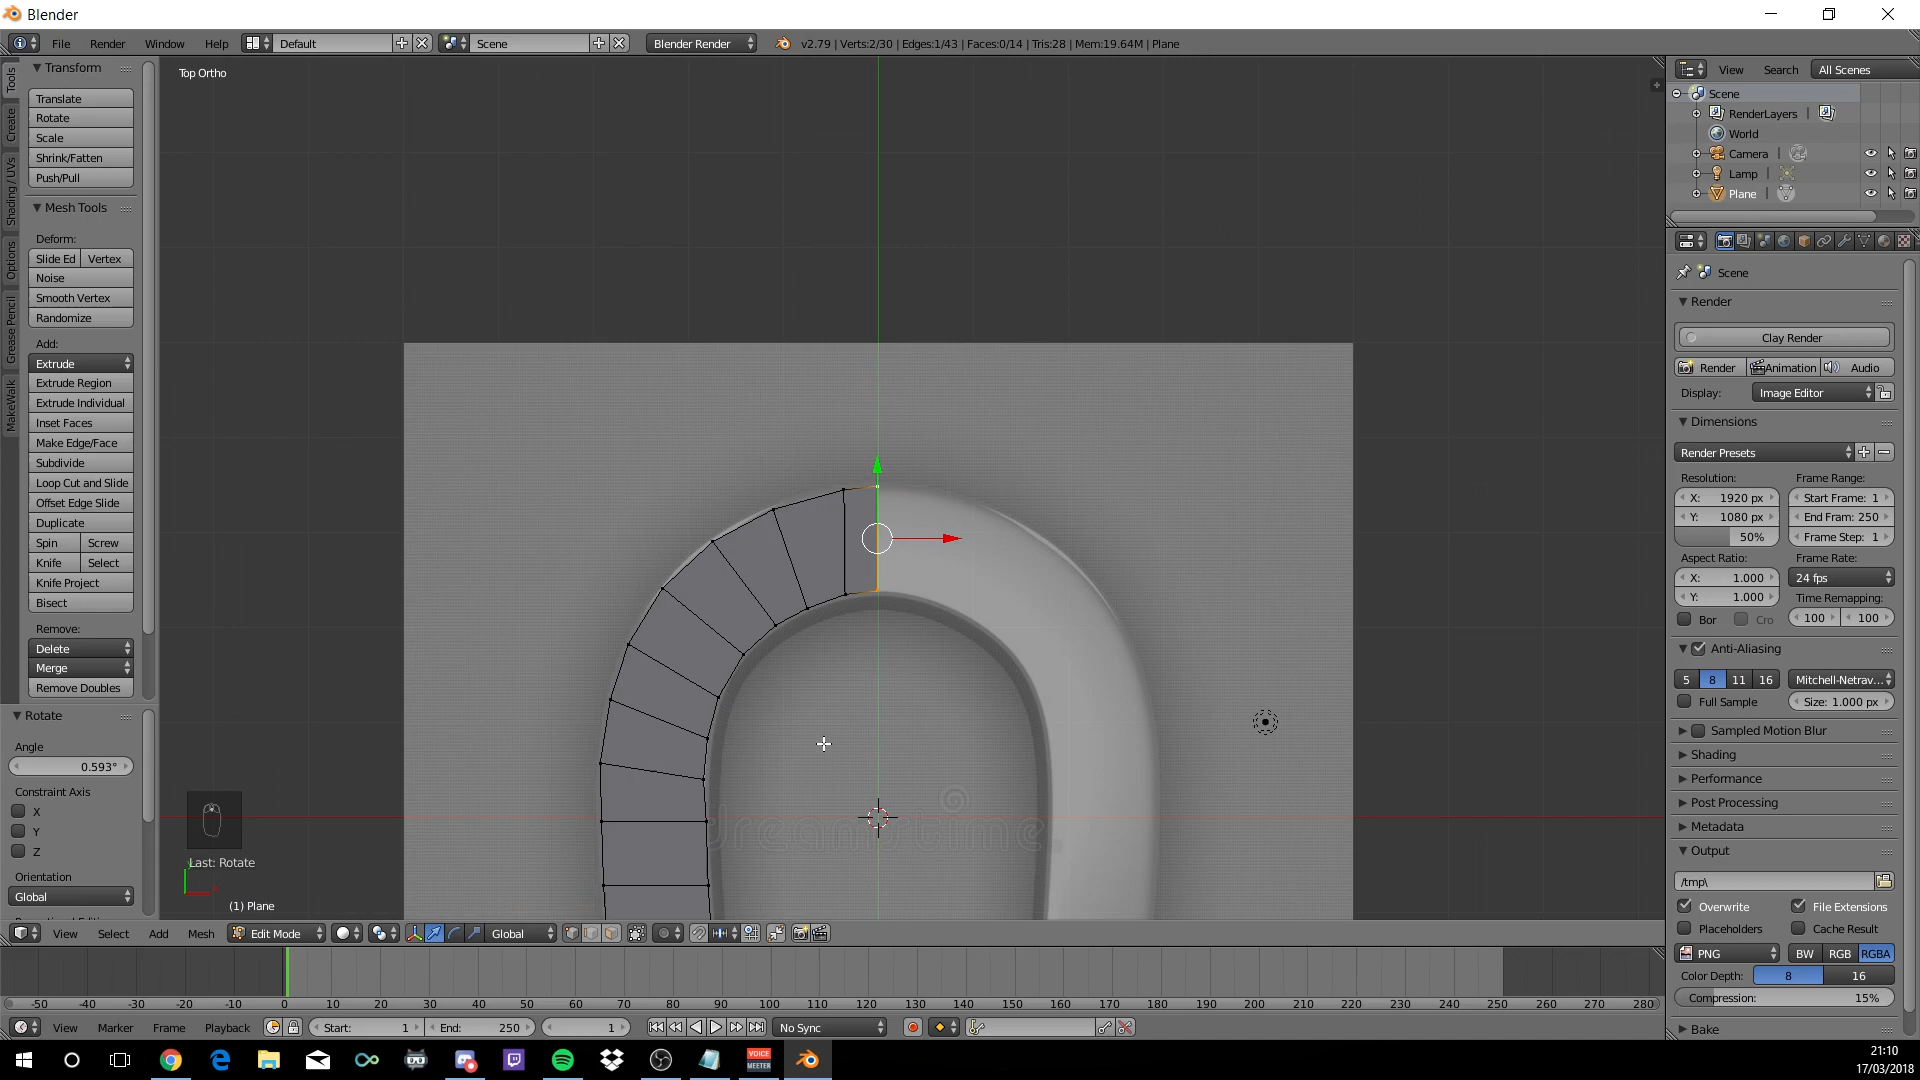 Blender
File Render Window Help Default Scene Blender Render v2.79 | Verts:2/30 | Edges:1/43 | Faces:0/14 | Tris:28 | Mem:19.64M | Plane
Tools
Create
Shading / UVs
Options
Grease Pencil
MakeWalk
Transform
Translate
Rotate
Scale
Shrink/Fatten
Push/Pull
Mesh Tools
Deform:
Slide Ed Vertex
Noise
Smooth Vertex
Randomize
Add:
Extrude
Extrude Region
Extrude Individual
Inset Faces
Make Edge/Face
Subdivide
Loop Cut and Slide
Offset Edge Slide
Duplicate
Spin Screw
Knife Select
Knife Project
Bisect
Remove:
Delete
Merge
Remove Doubles
Rotate
Angle
0.593°
Constraint Axis
X
Y
Z
Orientation
Global
Top Ortho
dreamstime
Last: Rotate
(1) Plane
View Select Add Mesh Edit Mode Global
View Search All Scenes
Scene
RenderLayers |
World
Camera |
Lamp |
Plane |
Scene
Render
Clay Render
Render Animation Audio
Display: Image Editor
Dimensions
Render Presets
Resolution: Frame Range:
X: 1920 px Start Frame: 1
Y: 1080 px End Fram: 250
50% Frame Step: 1
Aspect Ratio: Frame Rate:
X: 1.000 24 fps
Y: 1.000 Time Remapping:
Bor Cro 100 100
Anti-Aliasing
5 8 11 16 Mitchell-Netrav...
Full Sample Size: 1.000 px
Sampled Motion Blur
Shading
Performance
Post Processing
Metadata
Output
/tmp\
Overwrite File Extensions
Placeholders Cache Result
PNG BW RGB RGBA
Color Depth: 8 16
Compression: 15%
Bake
-50 -40 -30 -20 -10 0 10 20 30 40 50 60 70 80 90 100 110 120 130 140 150 160 170 180 190 200 210 220 230 240 250 260 270 280
View Marker Frame Playback Start: 1 End: 250 1 No Sync
VOICE
MEETER
21:10
17/03/2018